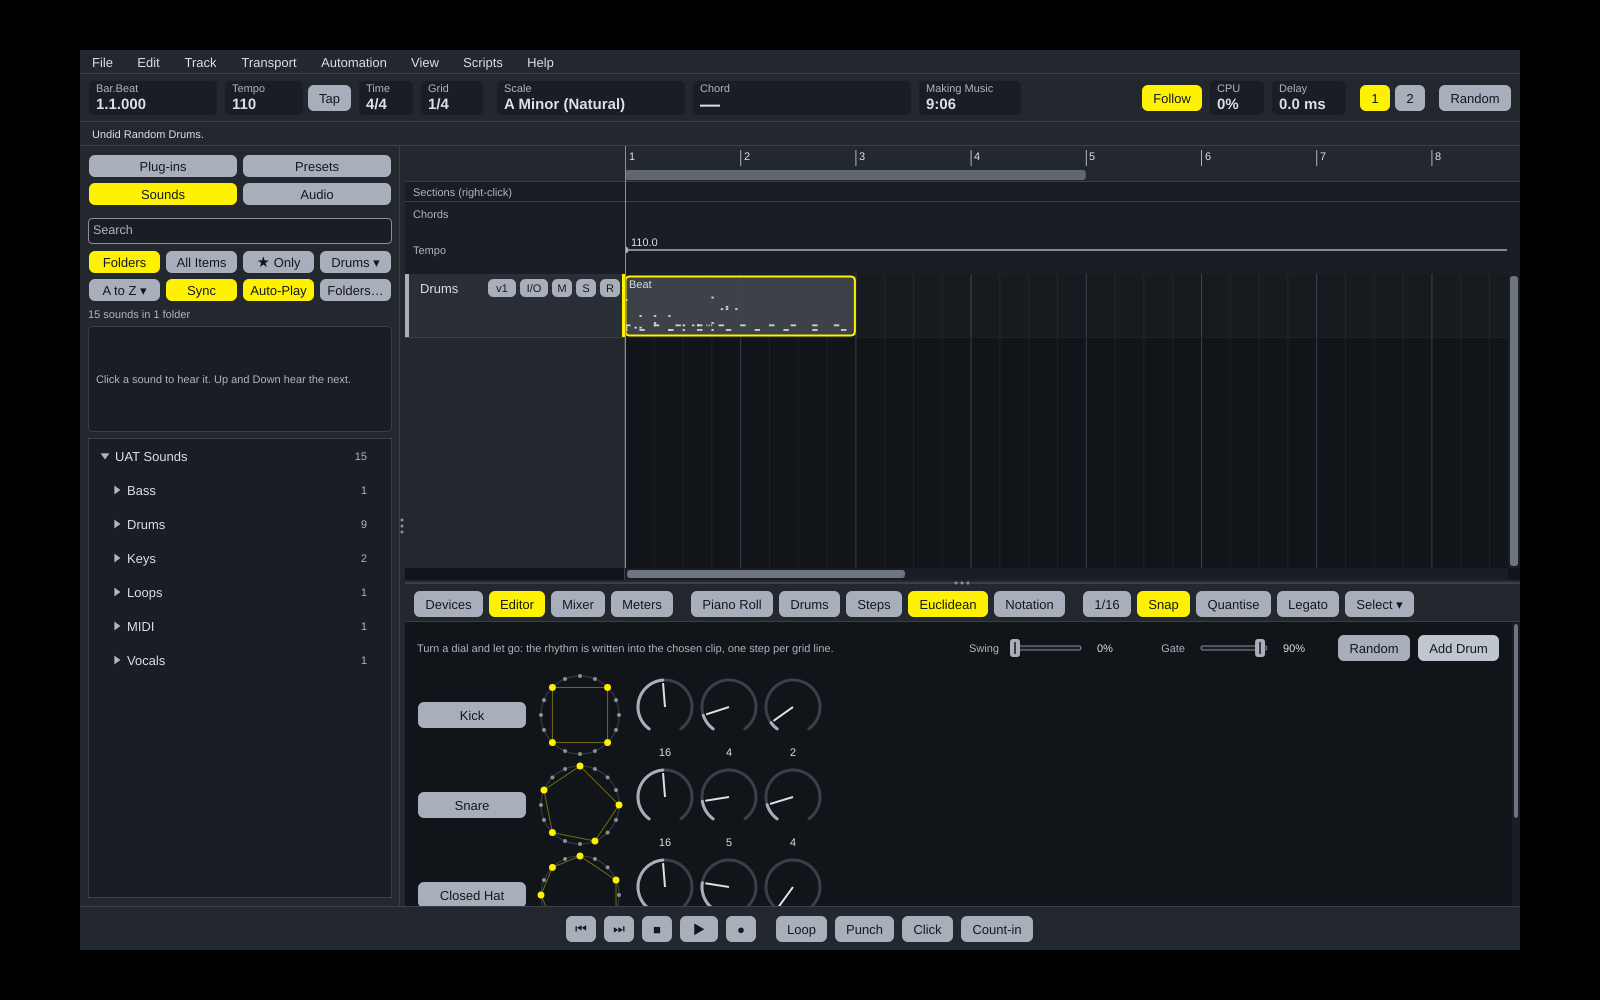 File Edit Track Transport Automation View Scripts Help
Bar.Beat Tempo Time Grid Scale Chord Making Music CPU Delay
1.1.000 110 Tap 4/4 1/4 A Minor (Natural) — 9:06 Follow 0% 0.0 ms 1 2 Random
Undid Random Drums.
Plug-ins Presets
Sounds Audio
Search
Folders All Items ★ Only Drums ▾
A to Z ▾ Sync Auto-Play Folders…
15 sounds in 1 folder
Click a sound to hear it. Up and Down hear the next.
UAT Sounds 15
Bass 1
Drums 9
Keys 2
Loops 1
MIDI 1
Vocals 1
1 2 3 4 5 6 7 8
Sections (right-click)
Chords
Tempo 110.0
Drums v1 I/O M S R Beat
Devices Editor Mixer Meters Piano Roll Drums Steps Euclidean Notation 1/16 Snap Quantise Legato Select ▾
Turn a dial and let go: the rhythm is written into the chosen clip, one step per grid line. Swing 0% Gate 90% Random Add Drum
Kick
16 4 2
Snare
16 5 4
Closed Hat
Loop Punch Click Count-in